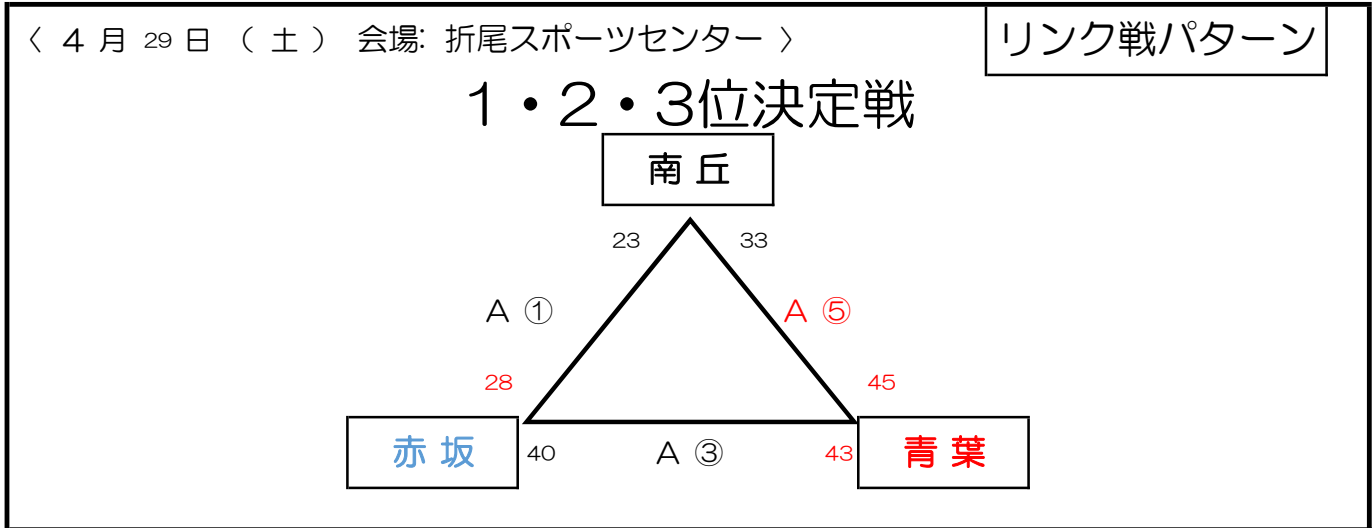 〈 4 月 29 日 （ 土 ） 会場: 折尾スポーツセンター 〉
リンク戦パターン
1・2・3位決定戦
南 丘
23 33
A ① A ⑤
28 45
赤 坂 40 A ③ 43 青 葉